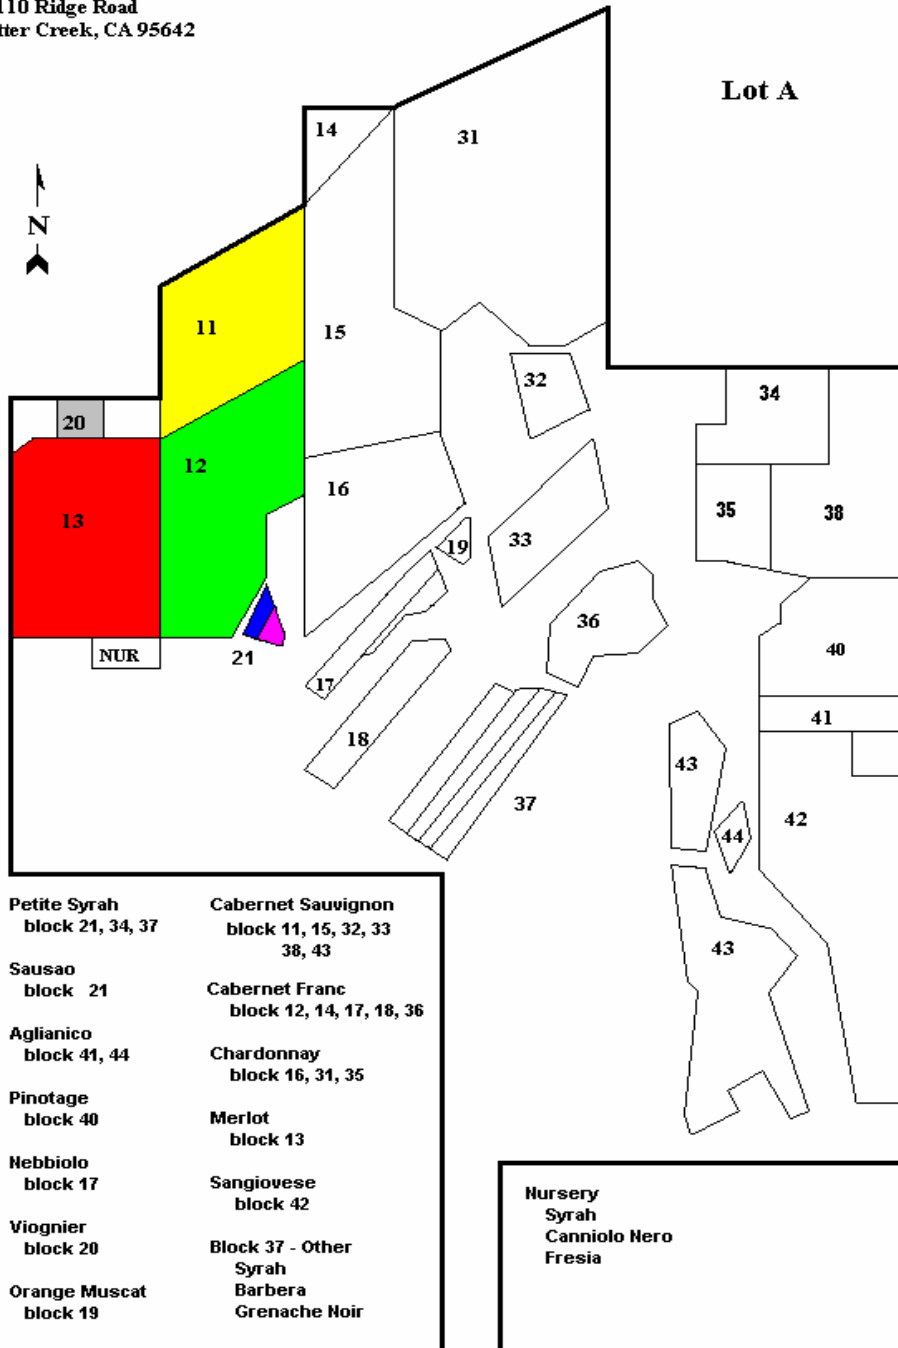 110 Ridge Road
tter Creek, CA 95642
Lot A
14
31
N
11
15
32
34
20
12
16
13
35
38
19
33
36
NUR
21
40
17
41
18
43
37
42
44
43
Petite Syrah
block 21, 34, 37
Sausao
block 21
Aglianico
block 41, 44
Pinotage
block 40
Nebbiolo
block 17
Viognier
block 20
Orange Muscat
block 19
Cabernet Sauvignon
block 11, 15, 32, 33
38, 43
Cabernet Franc
block 12, 14, 17, 18, 36
Chardonnay
block 16, 31, 35
Merlot
block 13
Sangiovese
block 42
Block 37 - Other
Syrah
Barbera
Grenache Noir
Nursery
Syrah
Canniolo Nero
Fresia